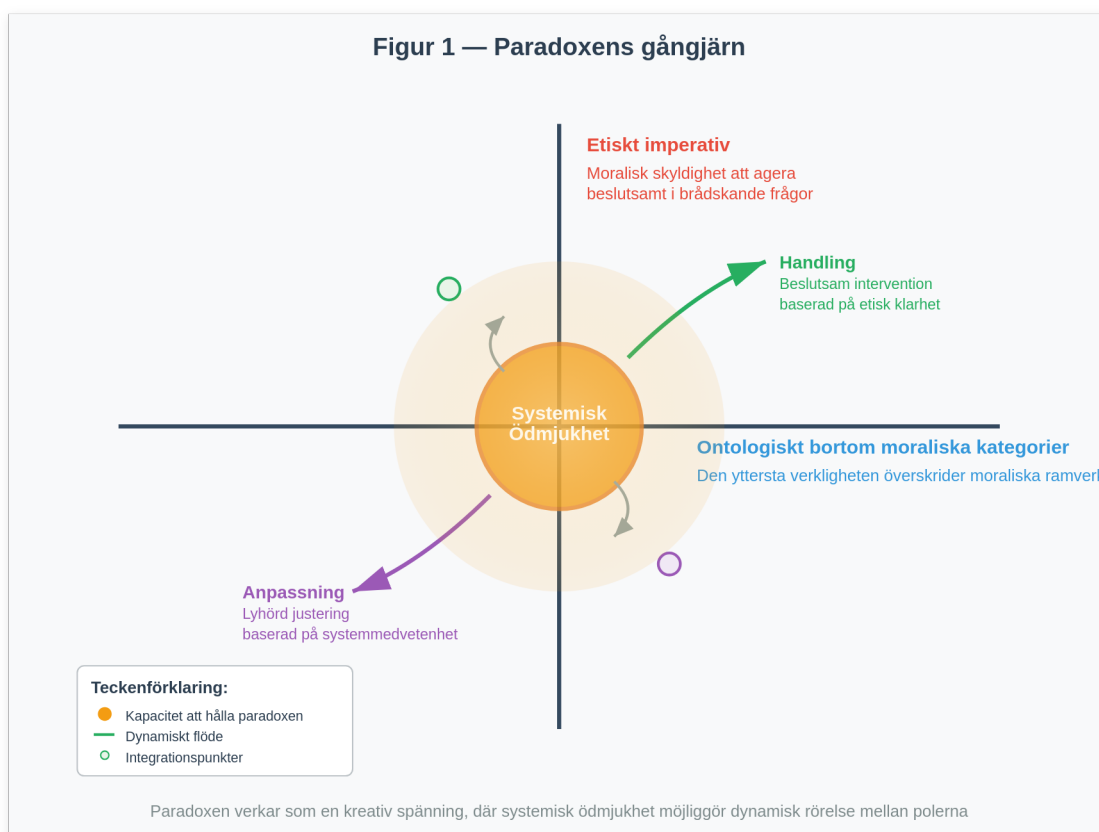 Figur 1 — Paradoxens gångjärn
Etiskt imperativ
Moralisk skyldighet att agera
beslutsamt i brådskande frågor
Handling
Beslutsam intervention
baserad på etisk klarhet
Systemisk
Ödmjukhet
Ontologiskt bortom moraliska kategorier
Den yttersta verkligheten överskrider moraliska
Anpassning
Lyhörd justering
baserad på systemmedvetenhet
Teckenförklaring:
Kapacitet att hålla paradoxen
Dynamiskt flöde
Integrationspunkter
Paradoxen verkar som en kreativ spänning, där systemisk ödmjukhet möjliggör dynamisk rörelse mellan polerna